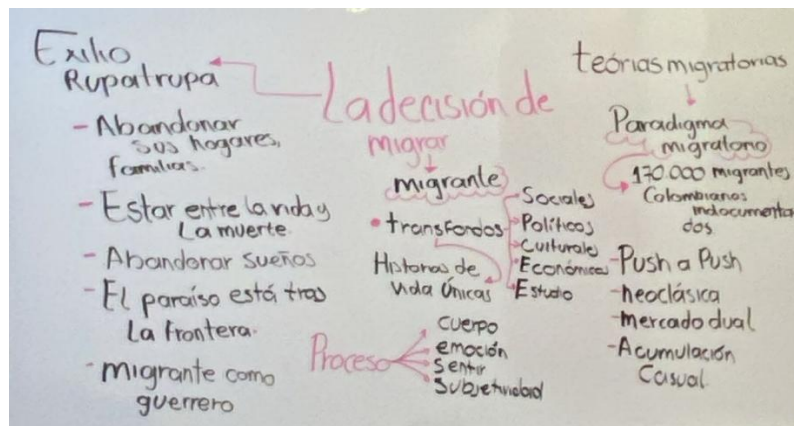 Exilio
Rupatrupa
- Abandonar
sus hogares,
familias.
- Estar entre la vida y
La muerte.
- Abandonar sueños
- El paraíso está tras
La frontera.
- migrante como
guerrero
La decisión de
migrar
migrante
• transfondos
Historias de
vida Únicas
- Sociales
- Políticos
- Culturales
- Económicos
- Estudio
Proceso
cuerpo
emoción
sentir
subjetividad
teórias migratorias
Paradigma
migratorio
170.000 migrantes
Colombianos
indocumenta
dos
- Push a Push
- neoclásica
- mercado dual
- Acumulación
Casual